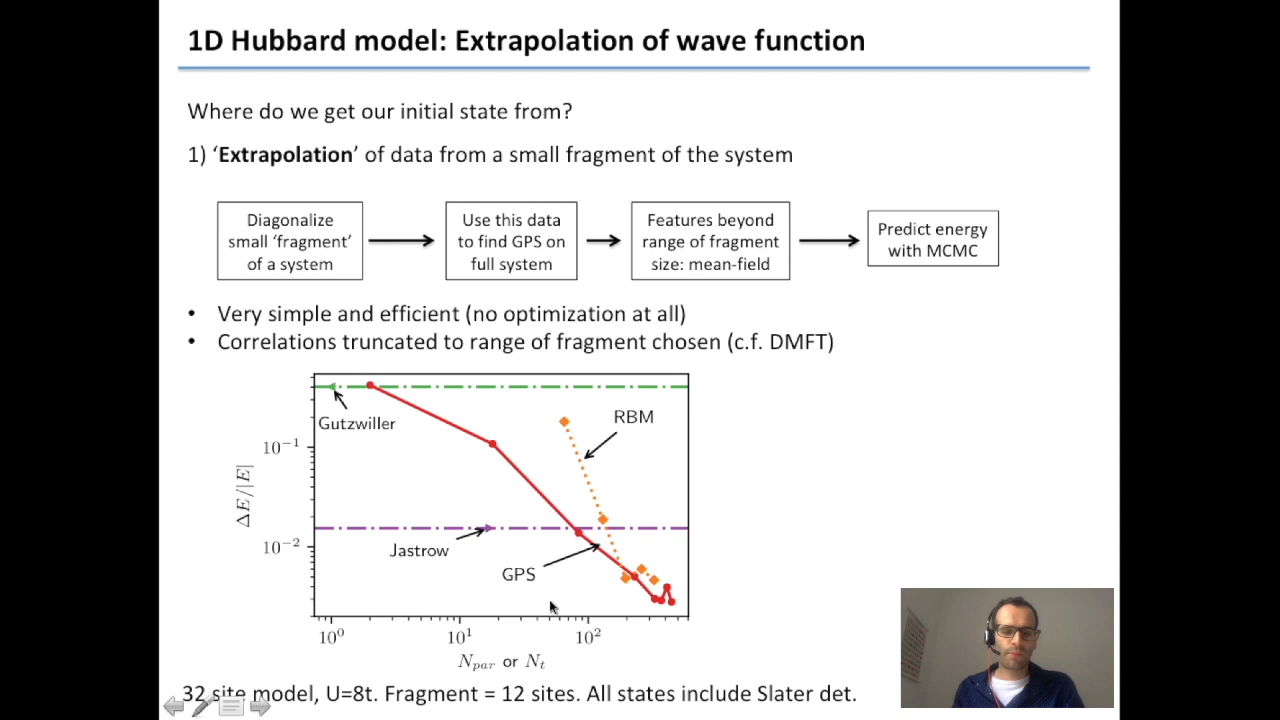 1D Hubbard model: Extrapolation of wave function
Where do we get our initial state from?
1) ‘Extrapolation’ of data from a small fragment of the system
Diagonalize
small ‘fragment’
of a system
Use this data
to find GPS on
full system
Features beyond
range of fragment
size: mean-field
Predict energy
with MCMC
• Very simple and efficient (no optimization at all)
• Correlations truncated to range of fragment chosen (c.f. DMFT)
Gutzwiller
RBM
10⁻¹
ΔE/|E|
Jastrow
10⁻²
GPS
10⁰ 10¹ 10²
N_par or N_t
32 site model, U=8t. Fragment = 12 sites. All states include Slater det.